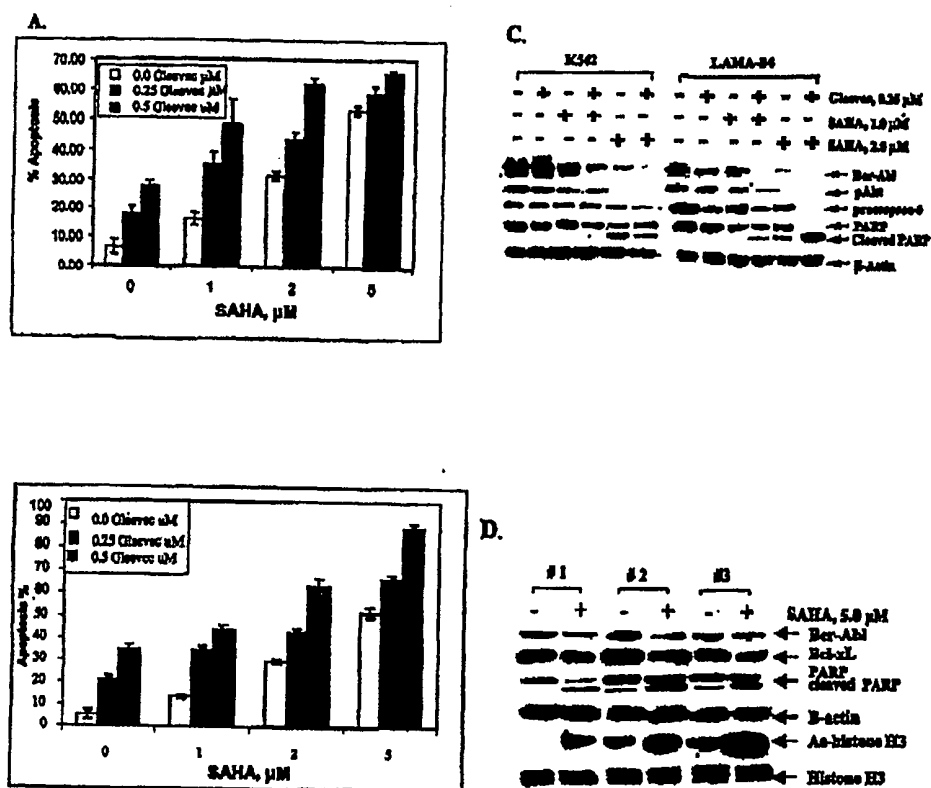 A.
70.00
60.00
50.00
40.00
30.00
20.00
10.00
0.00
% Apoptosis
0.0 Gleevec µM
0.25 Gleevec µM
0.5 Gleevec uM
0 1 2 5
SAHA, µM
C.
K562 LAMA-84
- + - + - + - + - + - + Gleevec, 0.25 µM
- - + + - - - - + + - - SAHA, 1.0 µM
- - - - + + - - - - + + SAHA, 2.0 µM
Bcr-Abl
pAkt
PARP
Cleaved PARP
β-Actin
100
90
80
70
60
50
40
30
20
10
0
Apoptosis %
0.0 Gleevec uM
0.25 Gleevec uM
0.5 Gleevec uM
0 1 2 5
SAHA, µM
D.
#1 #2 #3
- + - + - + SAHA, 5.0 µM
Bcr-Abl
Bcl-xL
PARP
cleaved PARP
B-actin
Ac-histone H3
Histone H3